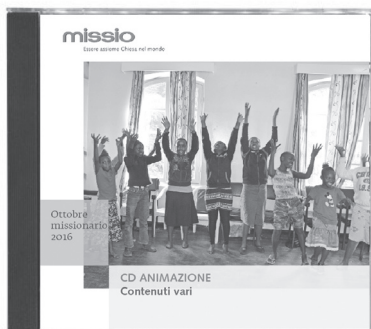 missio
Essere assieme Chiesa nel mondo
Ottobre
missionario
2016
CD ANIMAZIONE
Contenuti vari